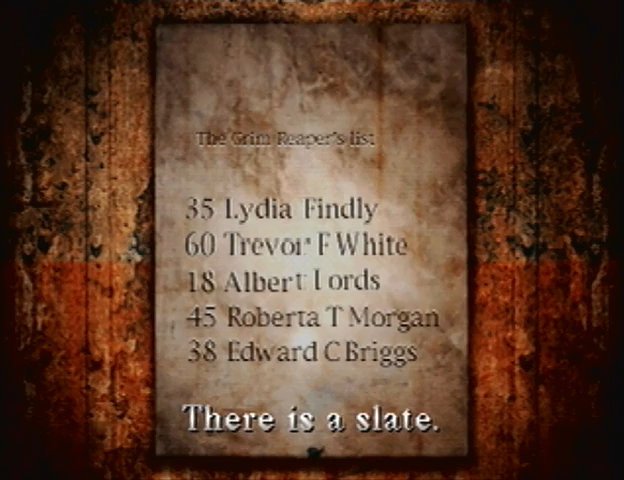 The Grim Reaper's list
35 Lydia Findly
60 Trevor F White
18 Albert Lords
45 Roberta T Morgan
38 Edward C Briggs
There is a slate.